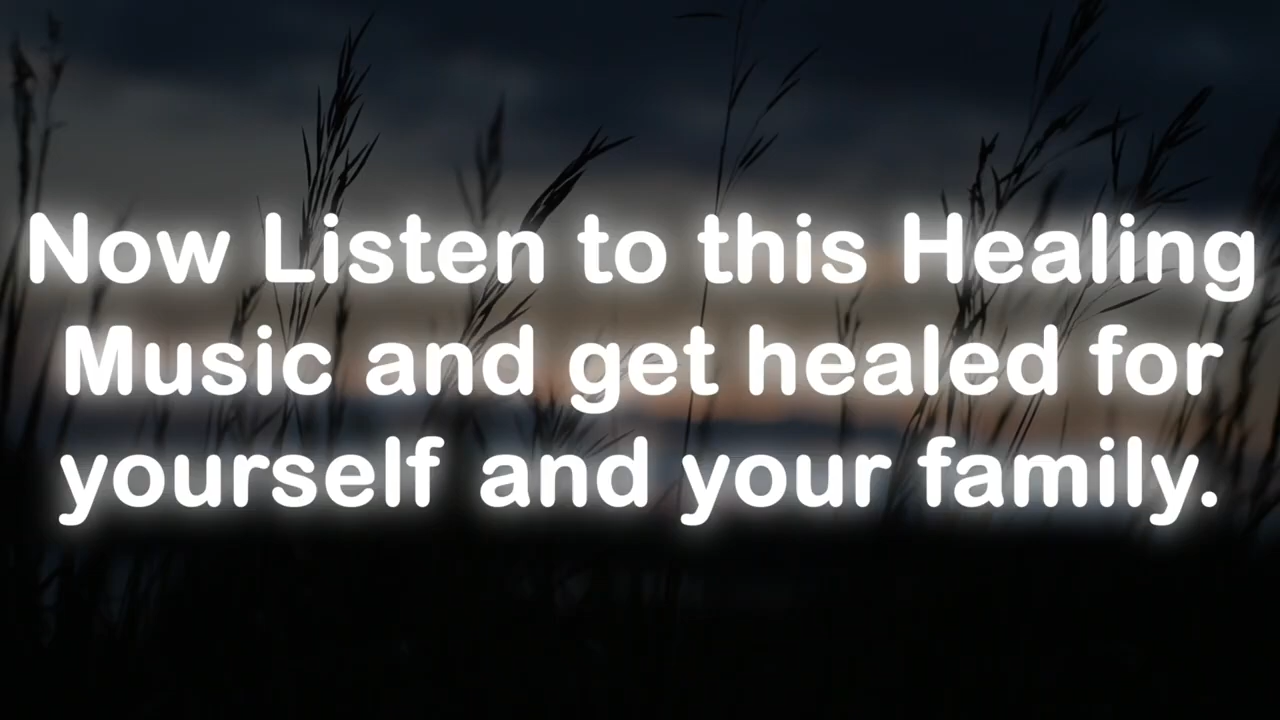 Now Listen to this Healing
Music and get healed for
yourself and your family.